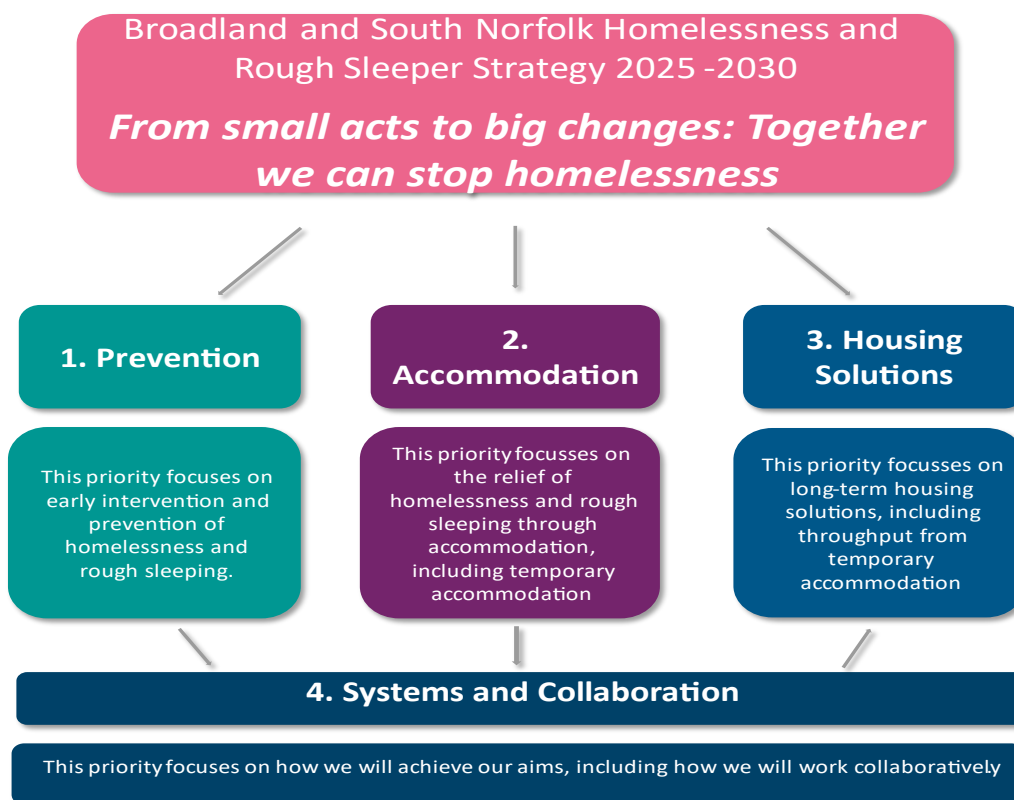 Broadland and South Norfolk Homelessness and
Rough Sleeper Strategy 2025 -2030
From small acts to big changes: Together
we can stop homelessness
1. Prevention
2.
Accommodation
3. Housing
Solutions
This priority focuses on
early intervention and
prevention of
homelessness and
rough sleeping.
This priority focusses on
the relief of
homelessness and rough
sleeping through
accommodation,
including temporary
accommodation
This priority focusses on
long-term housing
solutions, including
throughput from
temporary
accommodation
4. Systems and Collaboration
This priority focuses on how we will achieve our aims, including how we will work collaboratively